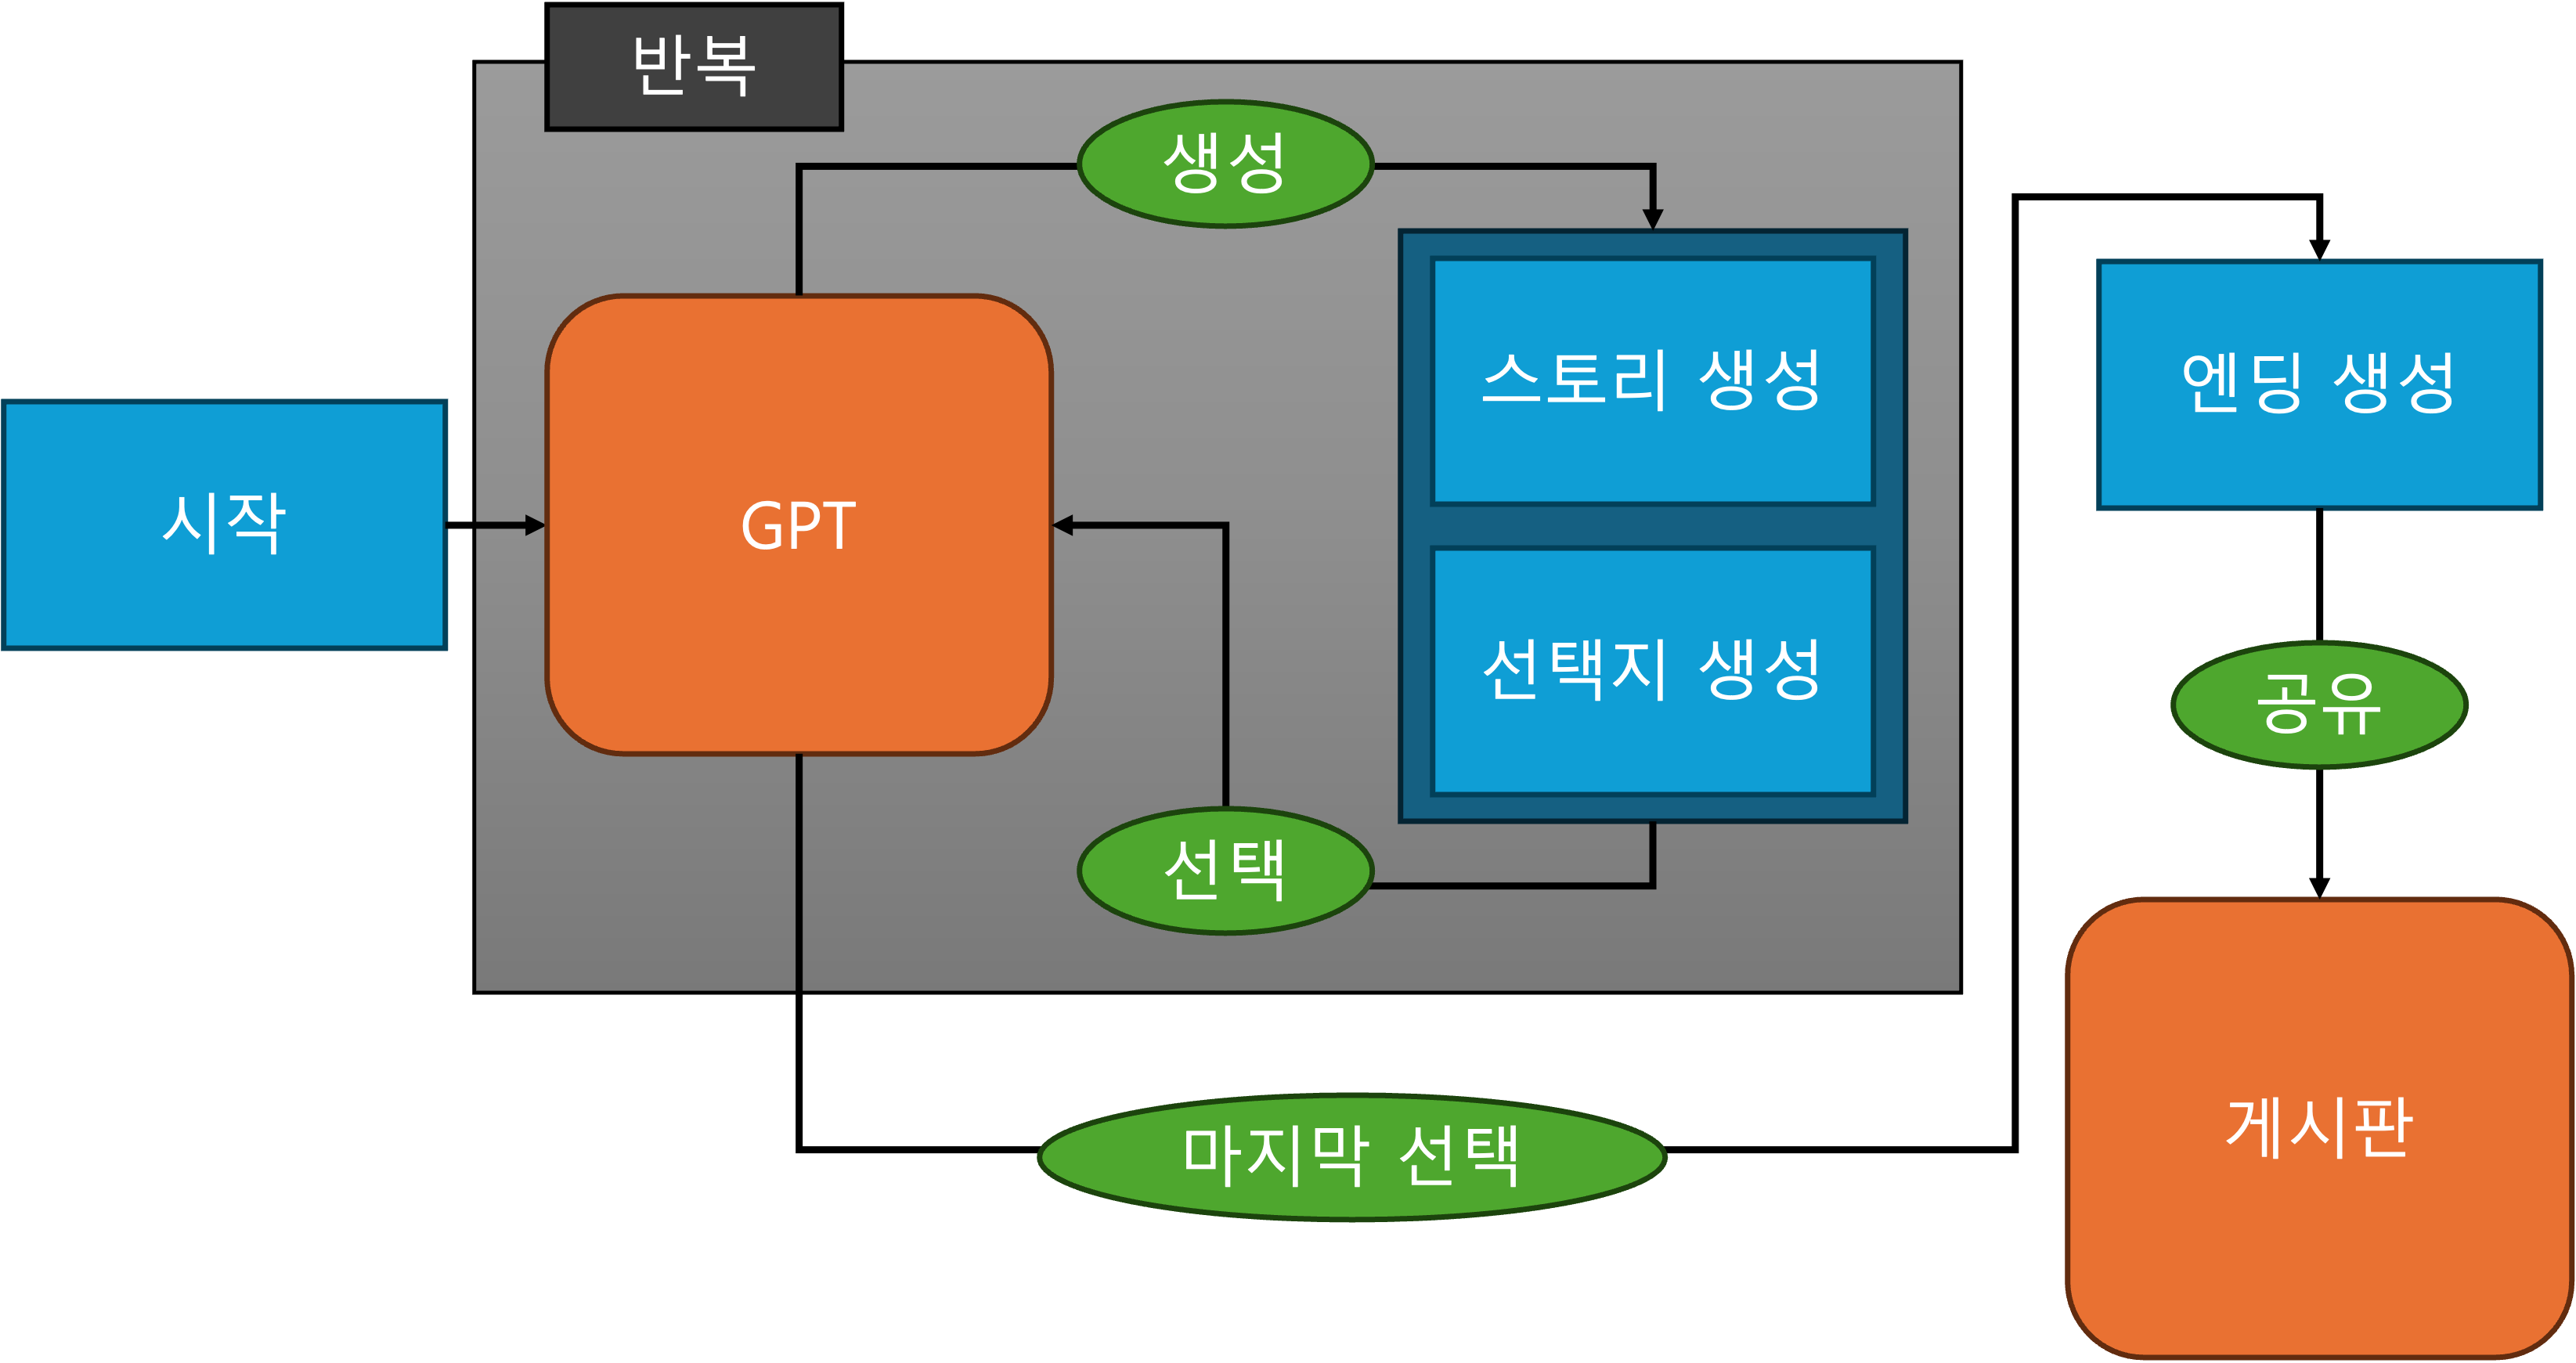 반복
생성
시작
GPT
스토리 생성
선택지 생성
선택
마지막 선택
엔딩 생성
공유
게시판